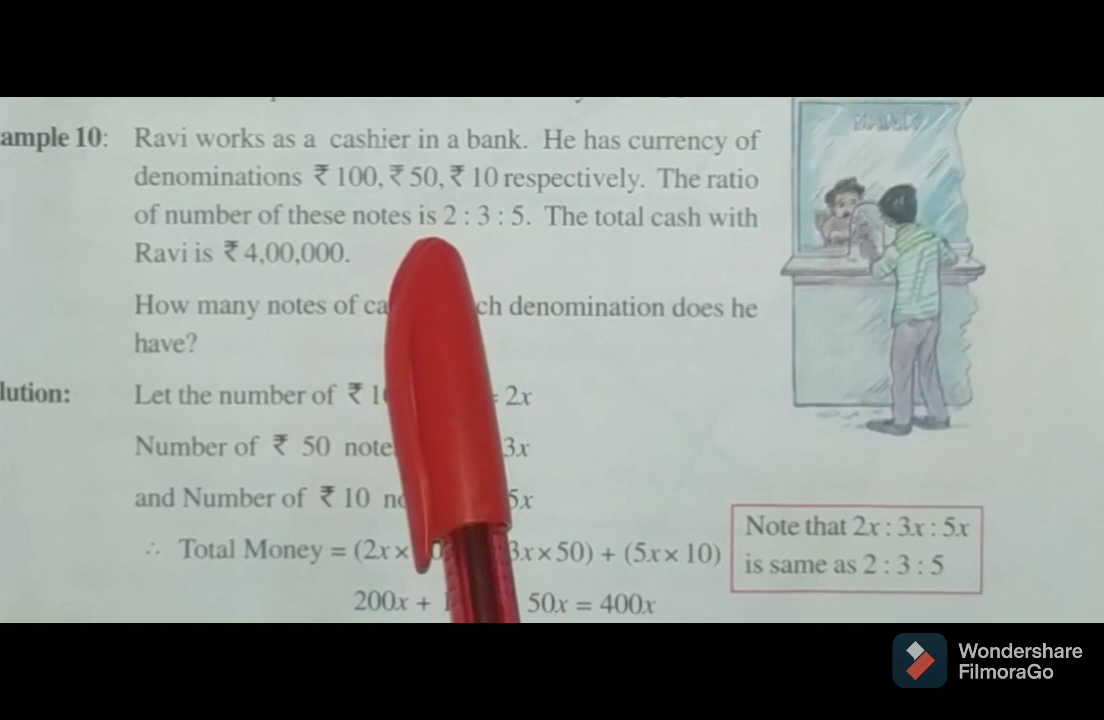 BANK
ample 10: Ravi works as a cashier in a bank. He has currency of
denominations ₹ 100, ₹ 50, ₹ 10 respectively. The ratio
of number of these notes is 2 : 3 : 5. The total cash with
Ravi is ₹ 4,00,000.
How many notes of denomination does he
have?
lution: Let the number of ₹ = 2x
Number of ₹ 50 3x
and Number of ₹ 10 5x
∴ Total Money = (2x× 3x×50) + (5x× 10)
200x + 50x = 400x
Note that 2x : 3x : 5x
is same as 2 : 3 : 5
Wondershare
FilmoraGo